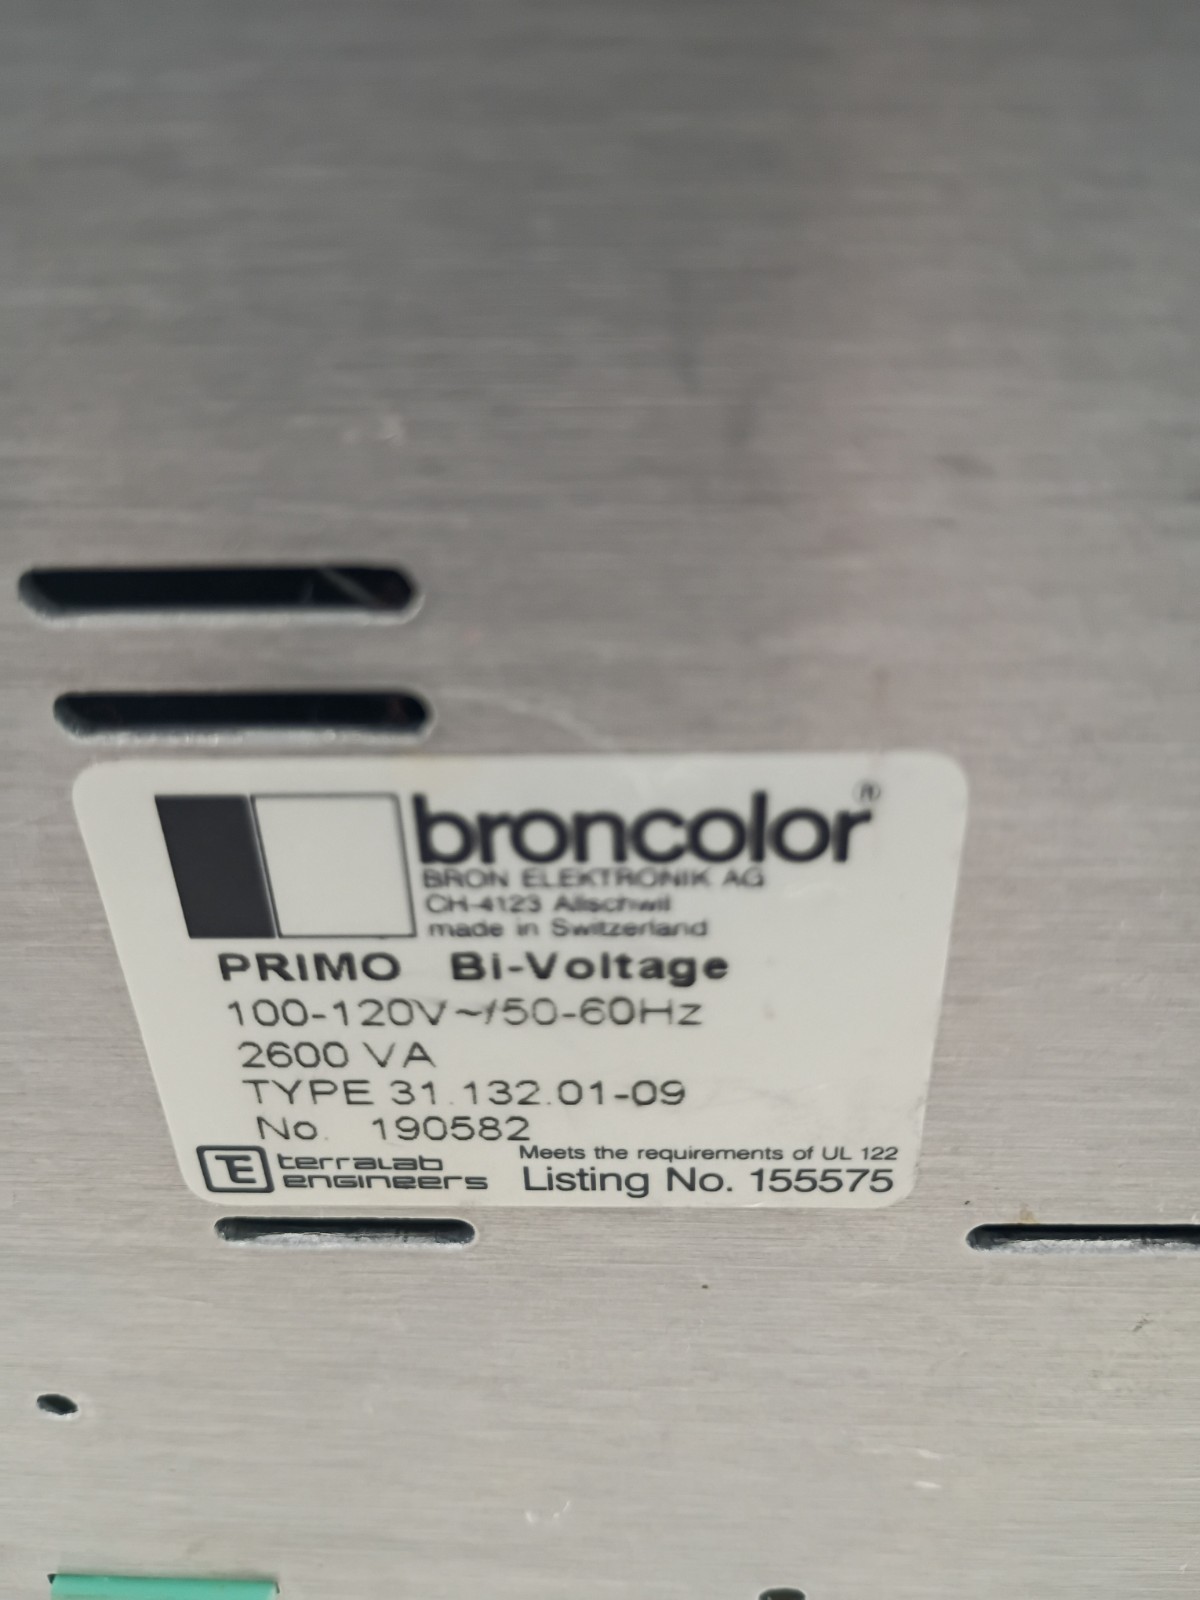 broncolor®
BRON ELEKTRONIK AG
CH-4123 Allschwil
made in Switzerland
PRIMO Bi-Voltage
100-120V~/50-60Hz
2600 VA
TYPE 31.132.01-09
No. 190582
TE terralab engineers
Meets the requirements of UL 122
Listing No. 155575